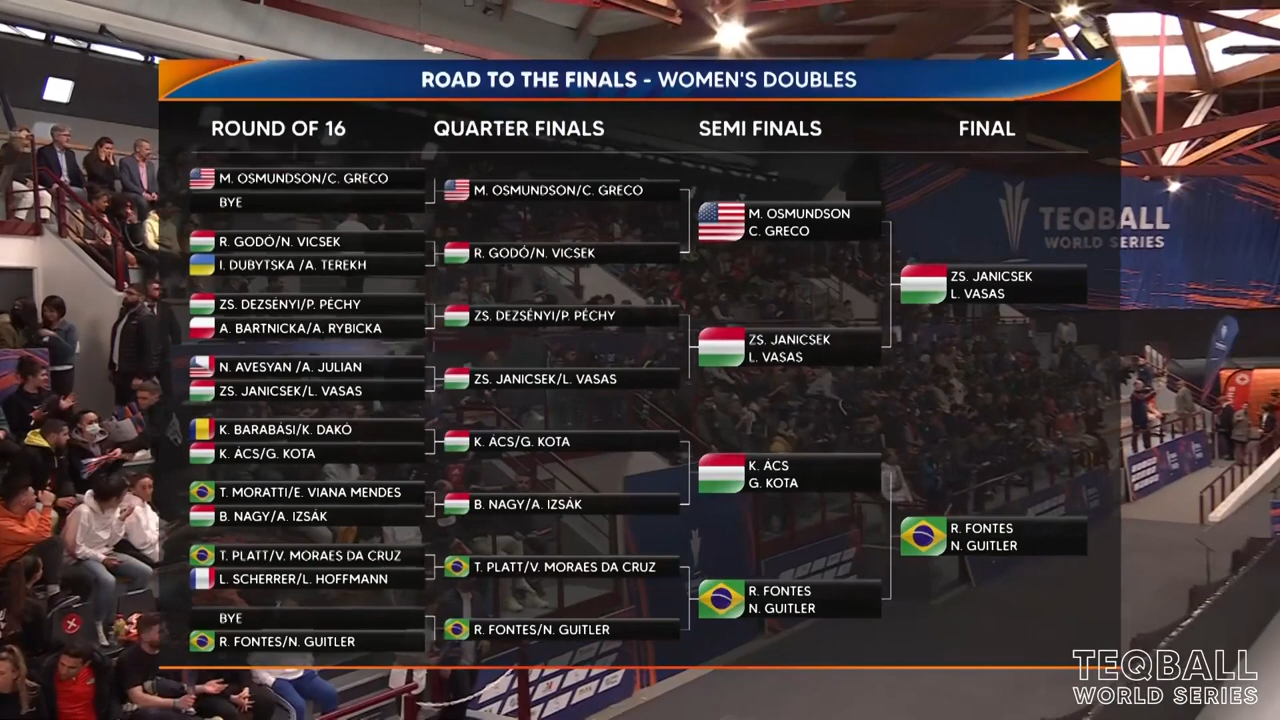 ROAD TO THE FINALS - WOMEN'S DOUBLES
ROUND OF 16
QUARTER FINALS
SEMI FINALS
FINAL
M. OSMUNDSON/C. GRECO
BYE
R. GODÓ/N. VICSEK
I. DUBYTSKA /A. TEREKH
ZS. DEZSÉNYI/P. PÉCHY
A. BARTNICKA/A. RYBICKA
N. AVESYAN /A. JULIAN
ZS. JANICSEK/L. VASAS
K. BARABÁSI/K. DAKÓ
K. ÁCS/G. KOTA
T. MORATTI/E. VIANA MENDES
B. NAGY/A. IZSÁK
T. PLATT/V. MORAES DA CRUZ
L. SCHERRER/L. HOFFMANN
BYE
R. FONTES/N. GUITLER
M. OSMUNDSON/C. GRECO
R. GODÓ/N. VICSEK
ZS. DEZSÉNYI/P. PÉCHY
ZS. JANICSEK/L. VASAS
K. ÁCS/G. KOTA
B. NAGY/A. IZSÁK
T. PLATT/V. MORAES DA CRUZ
R. FONTES/N. GUITLER
M. OSMUNDSON
C. GRECO
ZS. JANICSEK
L. VASAS
K. ÁCS
G. KOTA
R. FONTES
N. GUITLER
ZS. JANICSEK
L. VASAS
R. FONTES
N. GUITLER
TEQBALL
WORLD SERIES
TEQBALL
WORLD SERIES